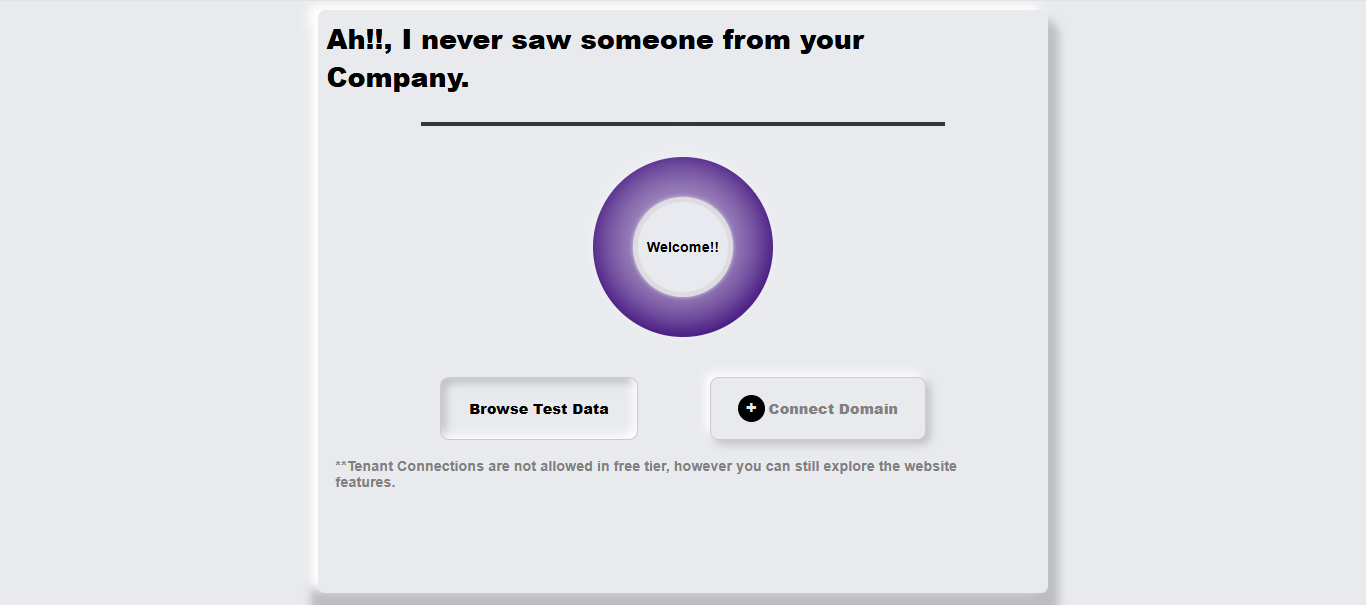 Ah!!, I never saw someone from your
Company.
Welcome!!
Browse Test Data
+ Connect Domain
**Tenant Connections are not allowed in free tier, however you can still explore the website
features.